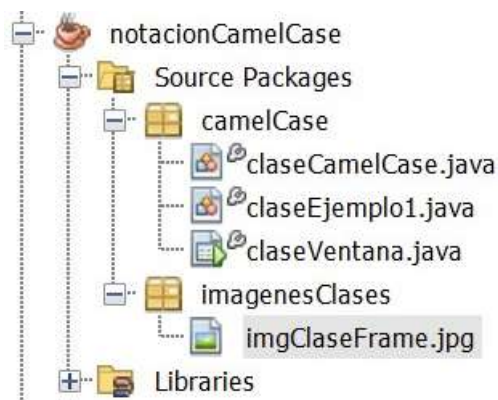 notacionCamelCase
Source Packages
camelCase
claseCamelCase.java
claseEjemplo1.java
claseVentana.java
imagenesClases
imgClaseFrame.jpg
Libraries